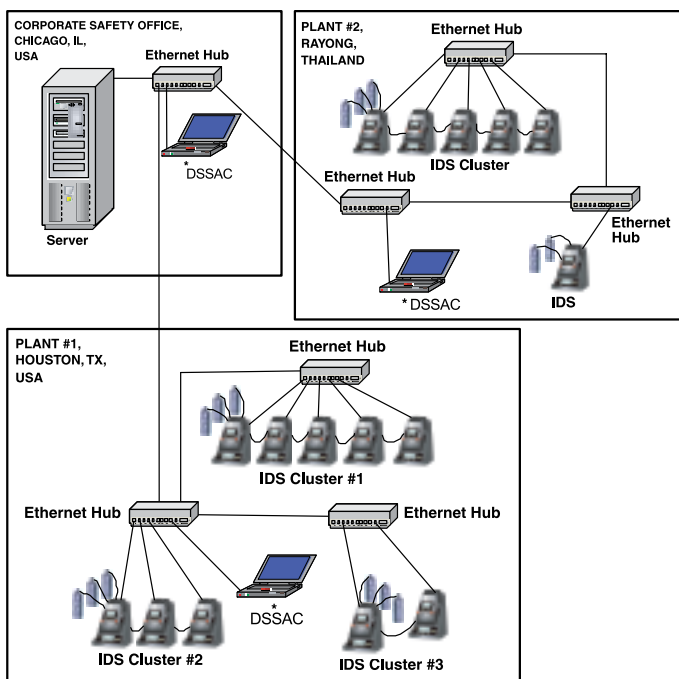 CORPORATE SAFETY OFFICE,
CHICAGO, IL,
USA
Ethernet Hub
*
DSSAC
Server
PLANT #2,
RAYONG,
THAILAND
Ethernet Hub
IDS Cluster
Ethernet Hub
Ethernet
Hub
*DSSAC
IDS
PLANT #1,
HOUSTON, TX,
USA
Ethernet Hub
IDS Cluster #1
Ethernet Hub
Ethernet Hub
*
DSSAC
IDS Cluster #2
IDS Cluster #3